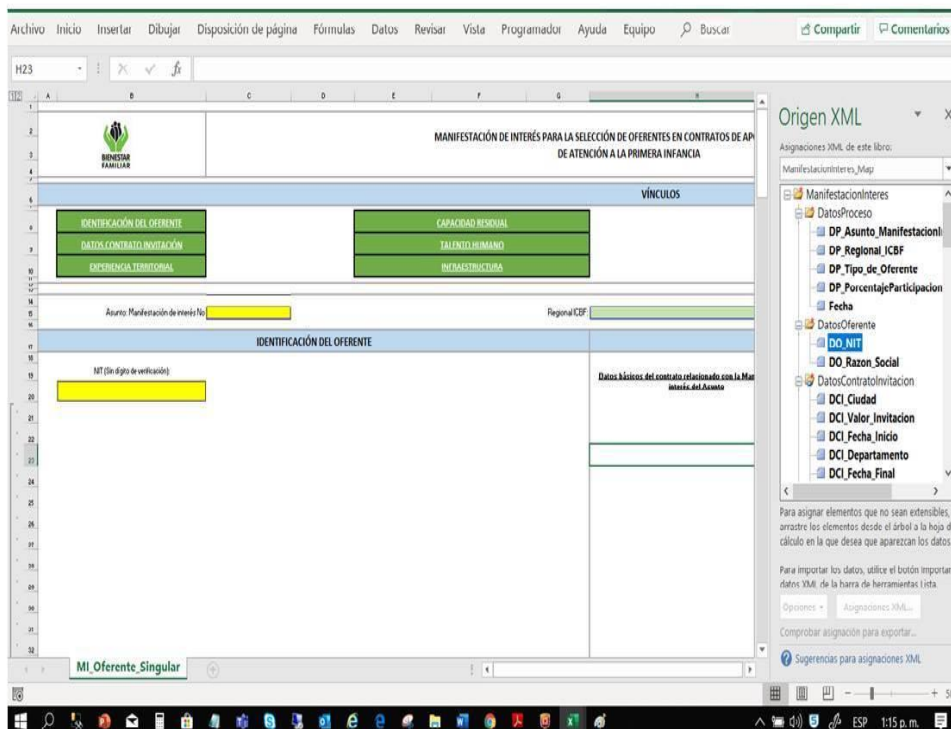 Archivo Inicio Insertar Dibujar Disposición de página Fórmulas Datos Revisar Vista Programador Ayuda Equipo Buscar Compartir Comentarios
H23 fx
A B C D E F G H
BIENESTAR
FAMILIAR
MANIFESTACIÓN DE INTERÉS PARA LA SELECCIÓN DE OFERENTES EN CONTRATOS DE AP
DE ATENCIÓN A LA PRIMERA INFANCIA
VÍNCULOS
IDENTIFICACIÓN DEL OFERENTE CAPACIDAD RESIDUAL
DATOS CONTRATO INVITACIÓN TALENTO HUMANO
EXPERIENCIA TERRITORIAL INFRAESTRUCTURA
Asunto: Manifestación de interés No Regional ICBF:
IDENTIFICACIÓN DEL OFERENTE
NIT (Sin dígito de verificación):
Datos básicos del contrato relacionado con la Man
interés del Asunto
MI_Oferente_Singular
Origen XML
Asignaciones XML de este libro:
ManifestacionInteres_Map
ManifestacionInteres
DatosProceso
DP_Asunto_ManifestacionI
DP_Regional_ICBF
DP_Tipo_de_Oferente
DP_PorcentajeParticipacion
Fecha
DatosOferente
DO_NIT
DO_Razon_Social
DatosContratoInvitacion
DCI_Ciudad
DCI_Valor_Invitacion
DCI_Fecha_Inicio
DCI_Departamento
DCI_Fecha_Final
Para asignar elementos que no sean extensibles,
arrastre los elementos desde el árbol a la hoja d
cálculo en la que desea que aparezcan los datos
Para importar los datos, utilice el botón Importar
datos XML de la barra de herramientas Lista.
Opciones Asignaciones XML...
Comprobar asignación para exportar...
Sugerencias para asignaciones XML
ESP 1:15 p. m.